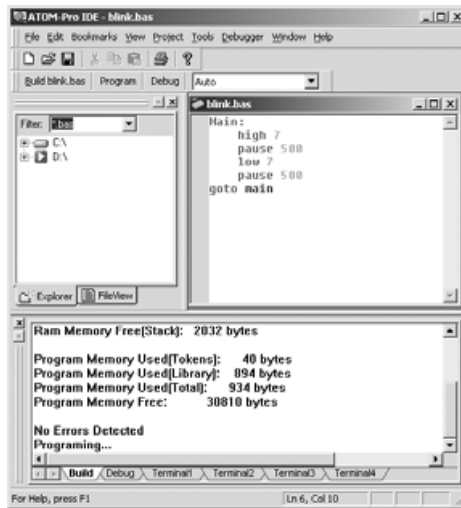 ATOM-Pro IDE - blink.bas
File Edit Bookmarks View Project Tools Debugger Window Help
Build blink.bas Program Debug Auto
Filter: *.bas
C:\
D:\
Explorer FileView
blink.bas
Main:
high 7
pause 500
low 7
pause 500
goto main
Ram Memory Free[Stack]: 2032 bytes
Program Memory Used[Tokens]: 40 bytes
Program Memory Used[Library]: 894 bytes
Program Memory Used[Total]: 934 bytes
Program Memory Free: 30810 bytes
No Errors Detected
Programing...
Build Debug Terminal1 Terminal2 Terminal3 Terminal4
For Help, press F1 Ln 6, Col 10